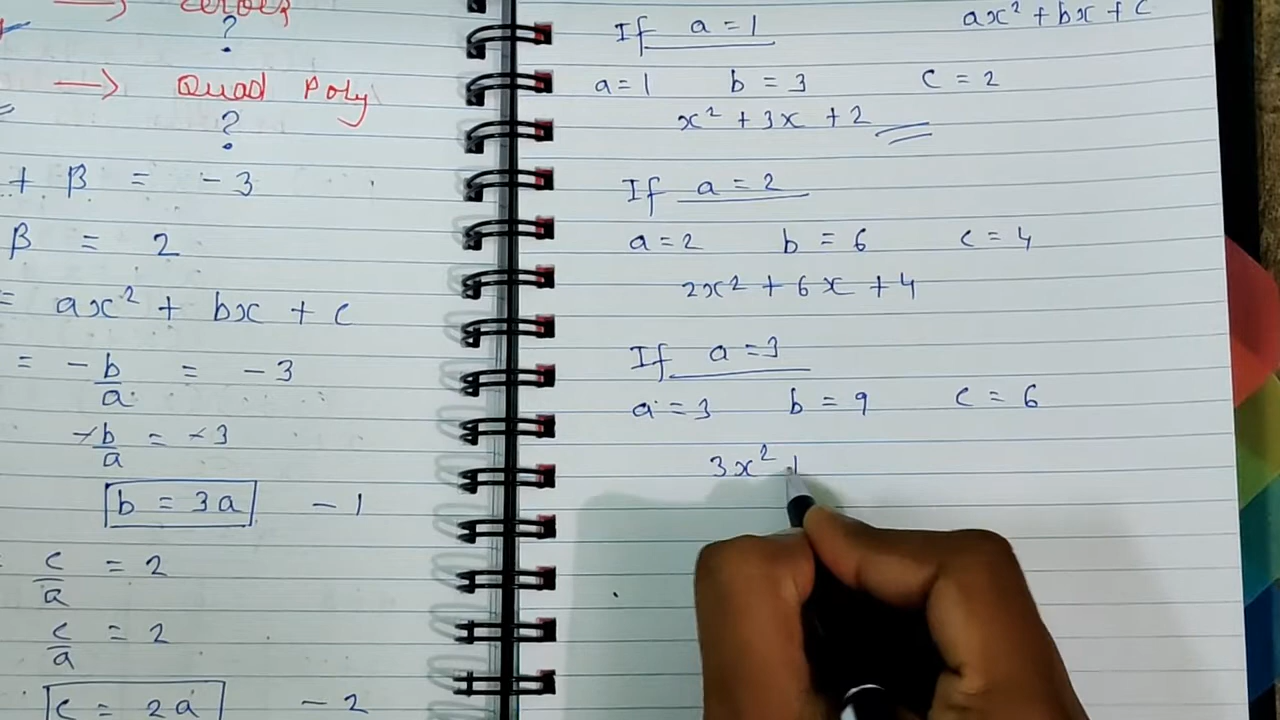 → zeroes
?
→ Quad Poly
?
+ β = -3
β = 2
= ax² + bx + c
= -b/a = -3
-b/a = -3
b = 3a - 1
c/a = 2
c/a = 2
c = 2a - 2
If a = 1 ax² + bx + c
a = 1 b = 3 c = 2
x² + 3x + 2
If a = 2
a = 2 b = 6 c = 4
2x² + 6x + 4
If a = 3
a = 3 b = 9 c = 6
3x²